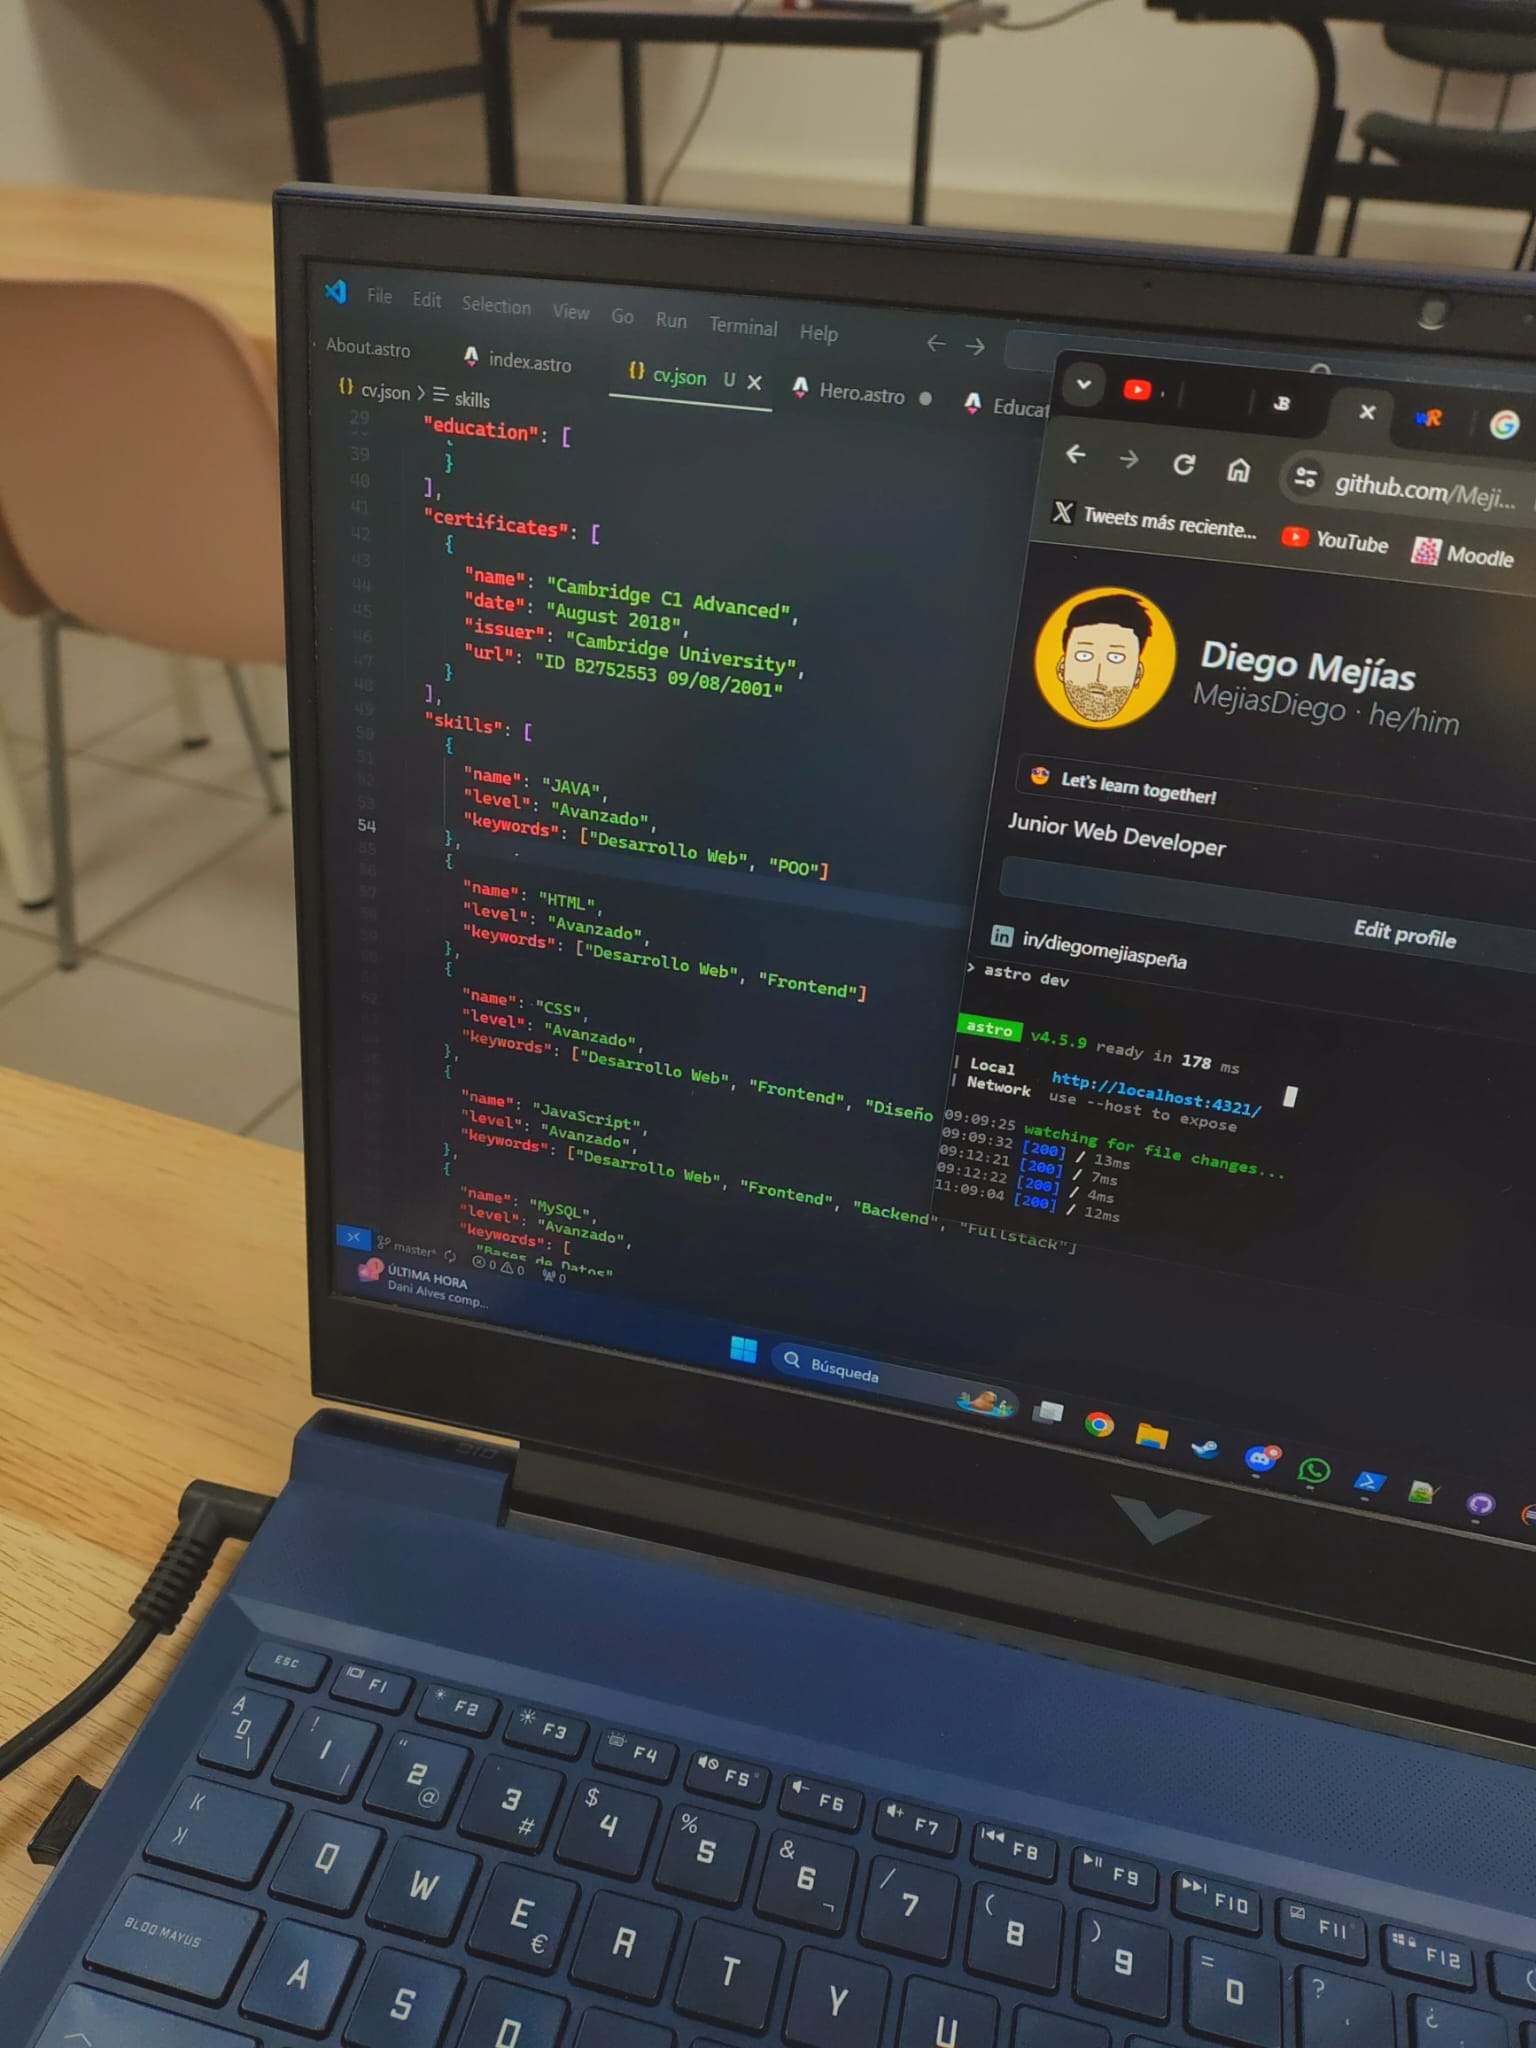 File Edit Selection View Go Run Terminal Help
About.astro index.astro {} cv.json U Hero.astro Educat
{} cv.json > skills
29 "education": [
39 }
40 ],
41 "certificates": [
42 {
43 "name": "Cambridge C1 Advanced",
44 "date": "August 2018",
45 "issuer": "Cambridge University",
46 "url": "ID B2752553 09/08/2001"
47 }
48 ],
49 "skills": [
50 {
51 "name": "JAVA",
52 "level": "Avanzado",
53 "keywords": ["Desarrollo Web", "POO"]
54 },
55 {
"name": "HTML",
"level": "Avanzado",
"keywords": ["Desarrollo Web", "Frontend"]
},
{
"name": "CSS",
"level": "Avanzado",
"keywords": ["Desarrollo Web", "Frontend", "Diseño
},
{
"name": "JavaScript",
"level": "Avanzado",
"keywords": ["Desarrollo Web", "Frontend", "Backend", "Fullstack"]
},
{
"name": "MySQL",
"level": "Avanzado",
"keywords": [
"Bases de Datos"
master* 0 0 0
ÚLTIMA HORA
Dani Alves comp...
Búsqueda
github.com/Meji...
Tweets más reciente... YouTube Moodle
Diego Mejías
MejiasDiego · he/him
Let's learn together!
Junior Web Developer
Edit profile
in/diegomejiaspeña
> astro dev
astro v4.5.9 ready in 178 ms
| Local http://localhost:4321/
| Network use --host to expose
09:09:25 watching for file changes...
09:09:32 [200] / 13ms
09:12:21 [200] / 7ms
09:12:22 [200] / 4ms
11:09:04 [200] / 12ms
ESC F1 F2 F3 F4 F5 F6 F7 F8 F9 F10 F11 F12
ª º \ ! 1 | " 2 @ 3 # $ 4 % 5 & 6 ¬ / 7 ( 8 ) 9 = 0 ? ¿
Q W E € R T Y U
BLOQ MAYUS A S D